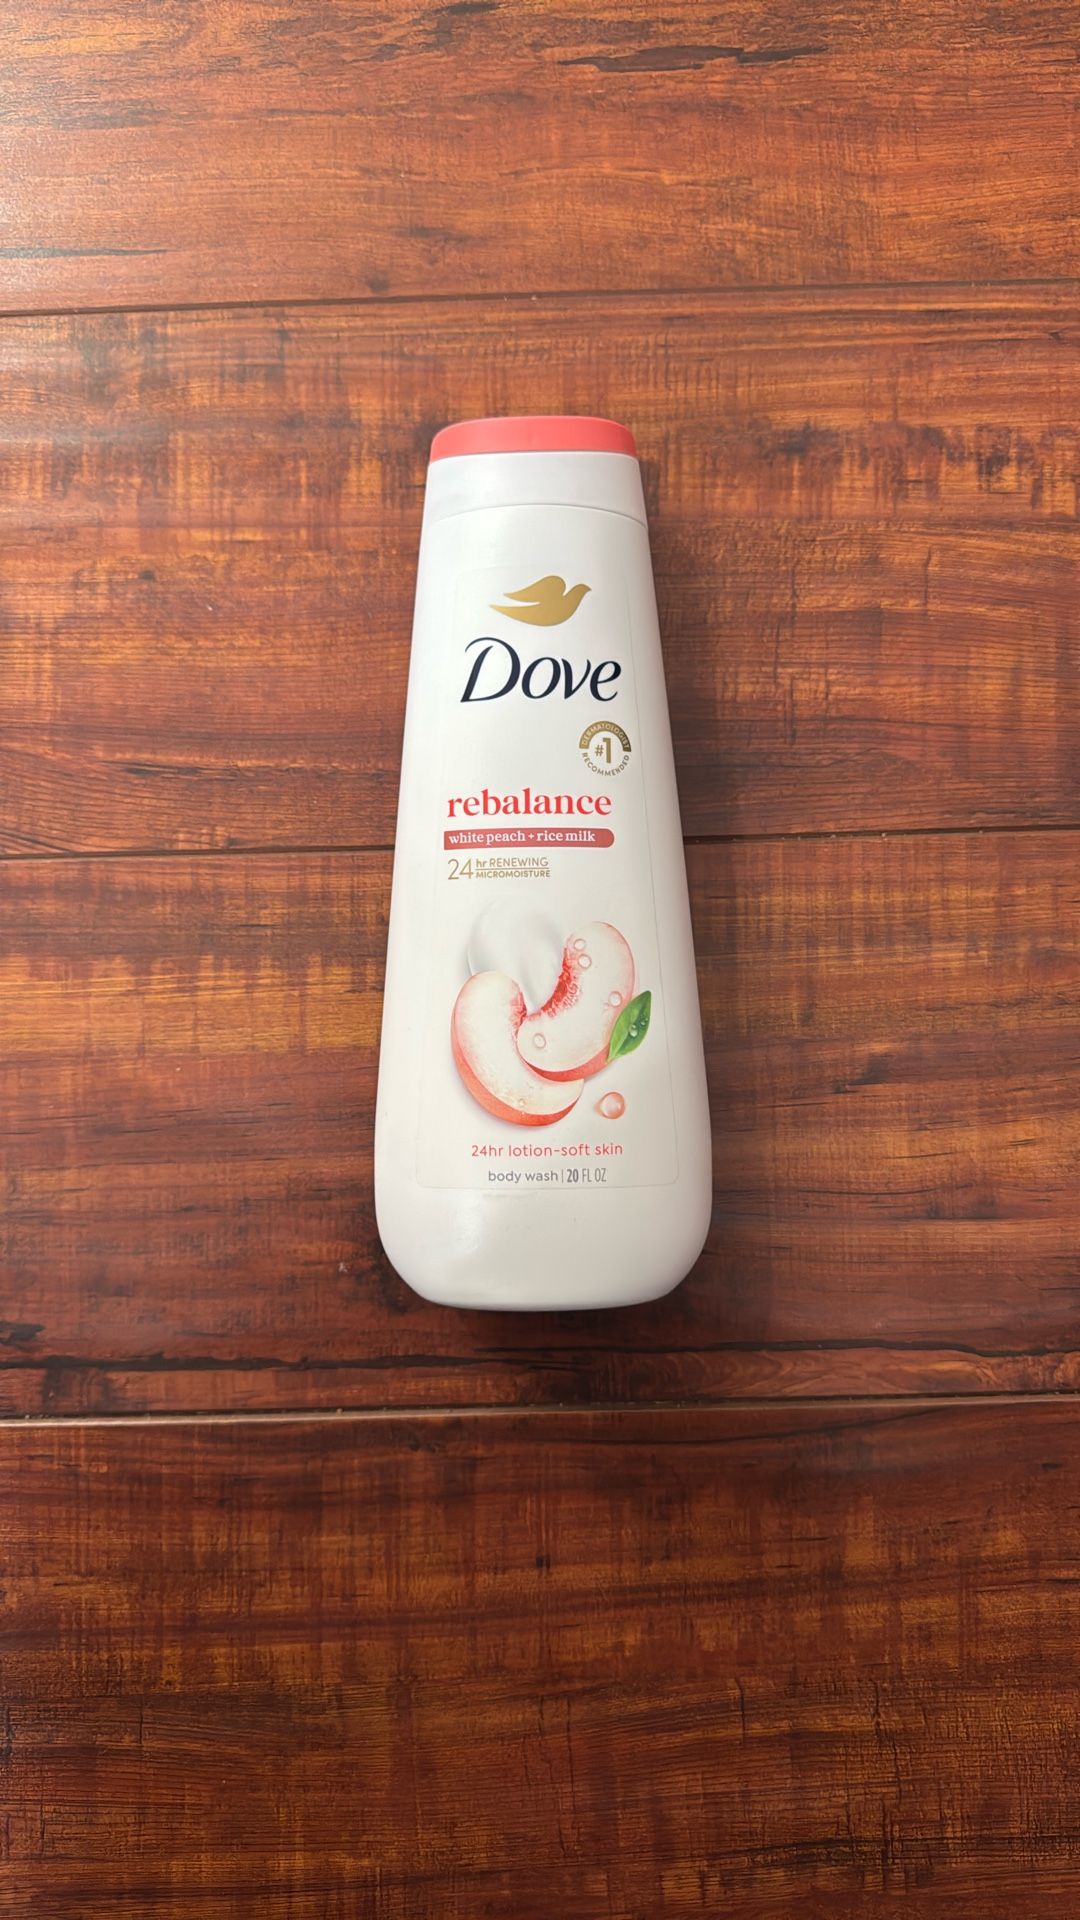 Dove
DERMATOLOGIST
#1
RECOMMENDED
rebalance
white peach + rice milk
24 hr RENEWING
MICROMOISTURE
24hr lotion-soft skin
body wash | 20 FL OZ